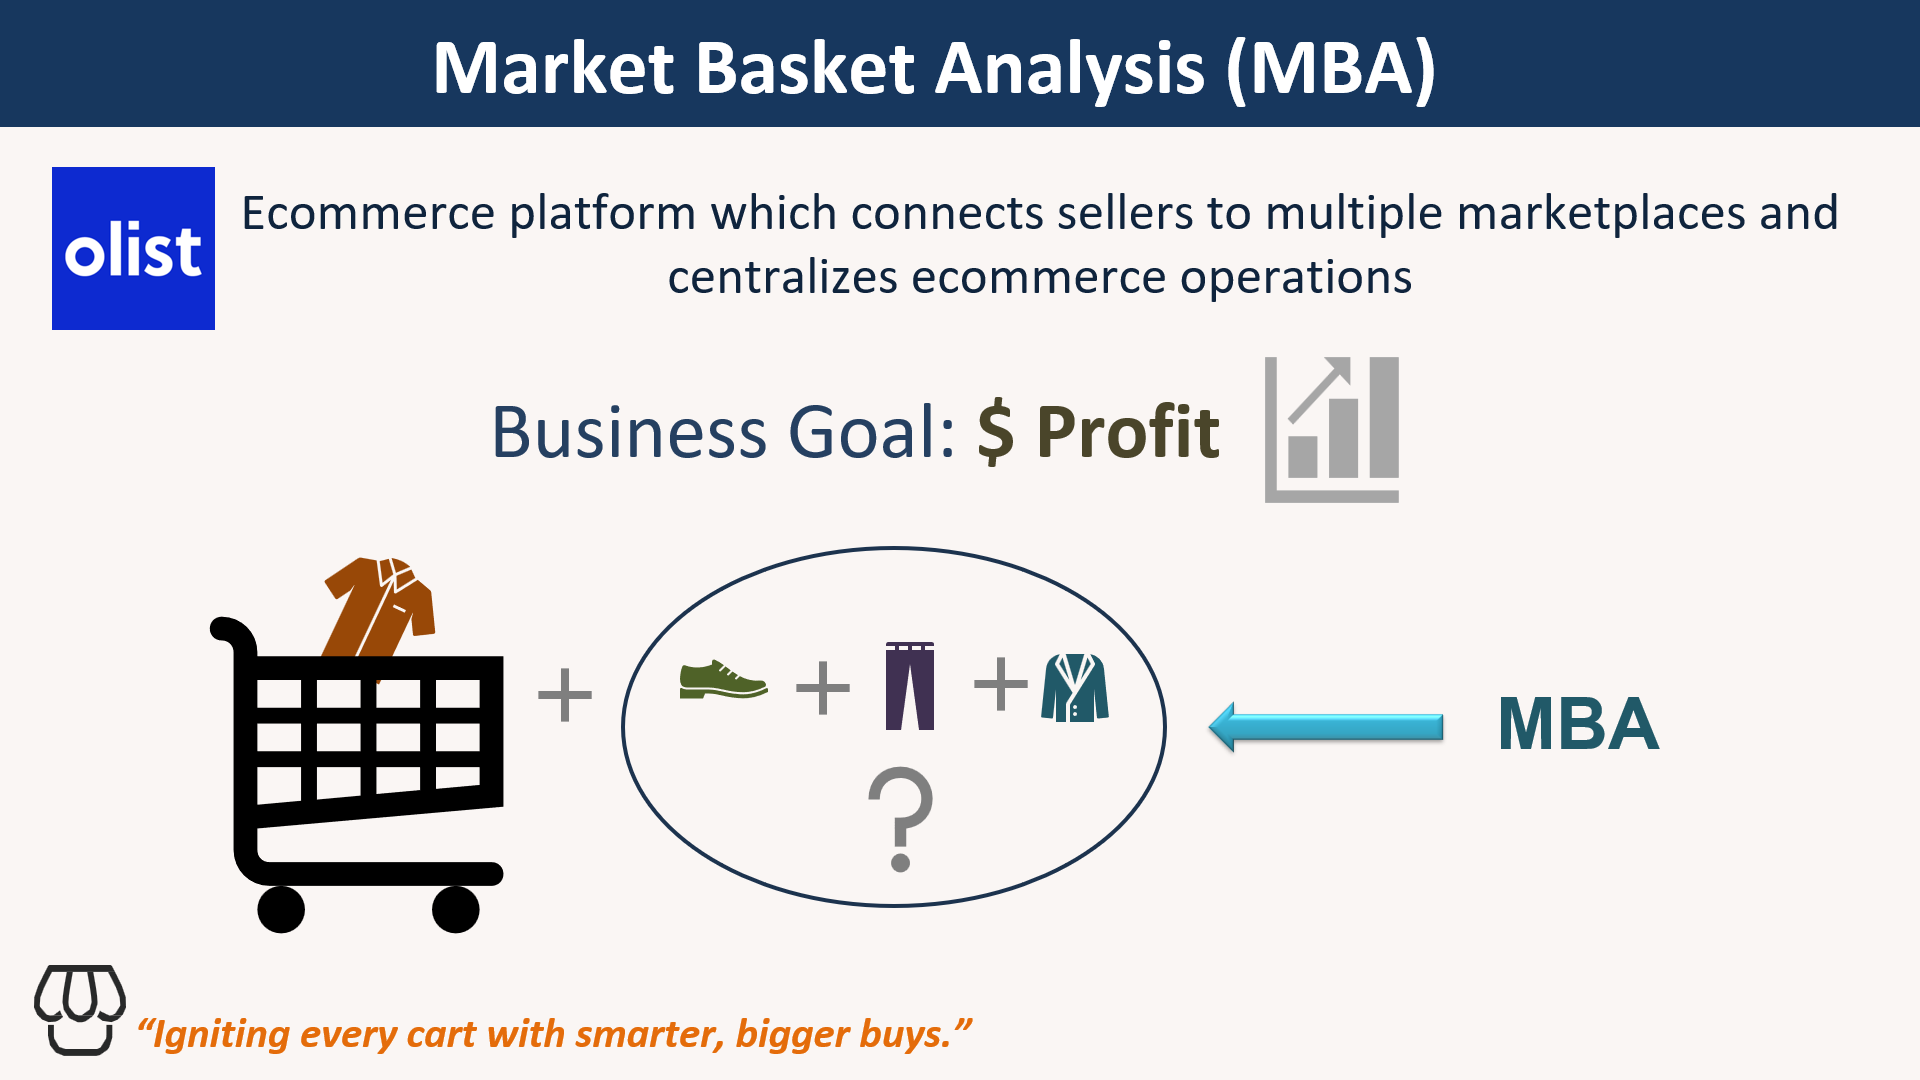 Market Basket Analysis (MBA)
olist
Ecommerce platform which connects sellers to multiple marketplaces and
centralizes ecommerce operations
Business Goal: $ Profit
+ + +
?
MBA
“Igniting every cart with smarter, bigger buys.”